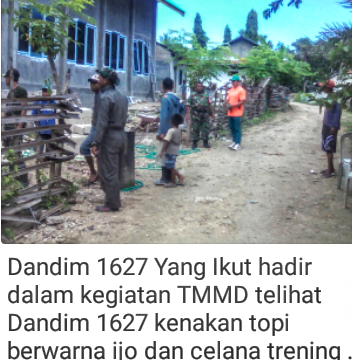 Dandim 1627 Yang Ikut hadir
dalam kegiatan TMMD telihat
Dandim 1627 kenakan topi
berwarna ijo dan celana trening .